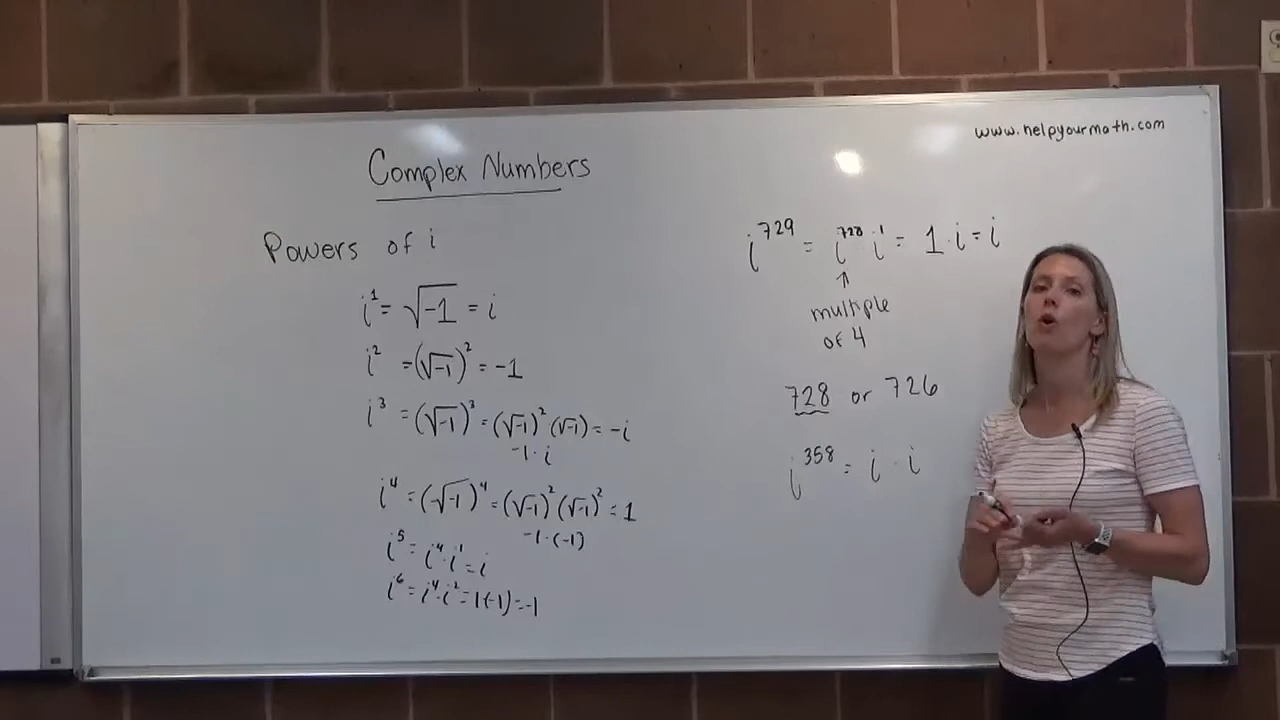 www.helpyourmath.com
Complex Numbers
Powers of i
i¹ = √-1 = i
i² = (√-1)² = -1
i³ = (√-1)³ = (√-1)² (√-1) = -i
-1 · i
i⁴ = (√-1)⁴ = (√-1)² (√-1)² = 1
-1 · (-1)
i⁵ = i⁴ · i¹ = i
i⁶ = i⁴ · i² = 1(-1) = -1
i⁷²⁹ = i⁷²⁸ · i¹ = 1 · i = i
↑
multiple
of 4
728 or 726
i³⁵⁸ = i · i